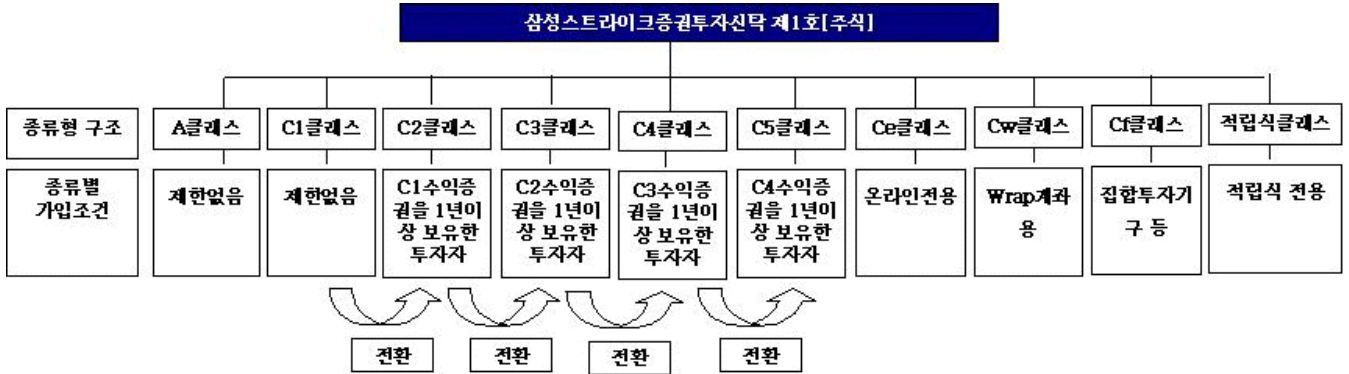 삼성스트라이크증권투자신탁 제1호[주식]
종류형 구조
A클래스
C1클래스
C2클래스
C3클래스
C4클래스
C5클래스
Ce클래스
Cw클래스
Cf클래스
적립식클래스
종류별
가입조건
제한없음
제한없음
C1수익증
권을 1년이
상 보유한
투자자
C2수익증
권을 1년이
상 보유한
투자자
C3수익증
권을 1년이
상 보유한
투자자
C4수익증
권을 1년이
상 보유한
투자자
온라인전용
Wrap계좌
용
집합투자기
구 등
적립식 전용
전환
전환
전환
전환